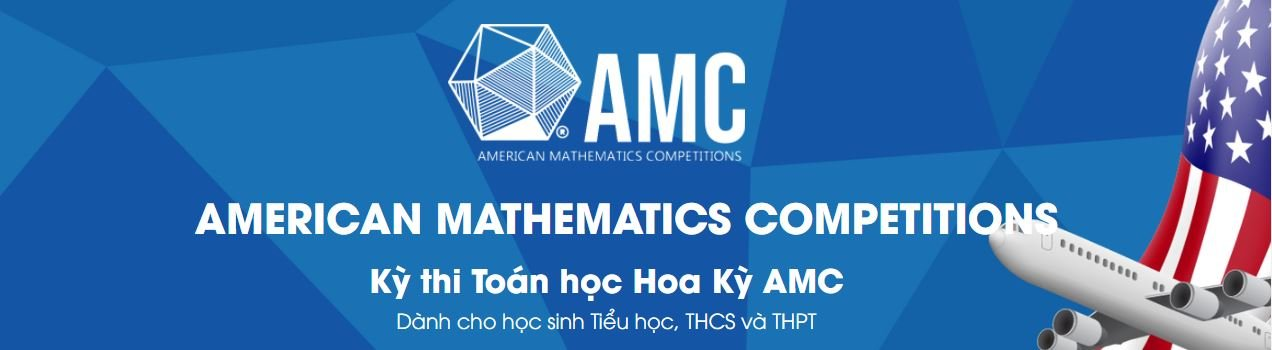 AMC
®
AMERICAN MATHEMATICS COMPETITIONS
AMERICAN MATHEMATICS COMPETITIONS
Kỳ thi Toán học Hoa Kỳ AMC
Dành cho học sinh Tiểu học, THCS và THPT